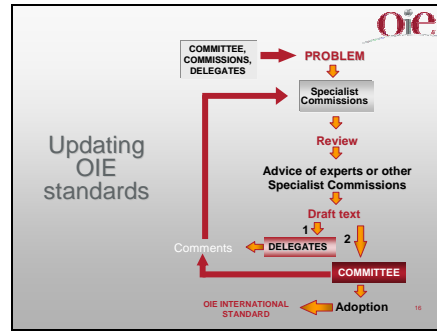 Oie
COMMITTEE,
COMMISSIONS,
DELEGATES
PROBLEM
Specialist
Commissions
Updating
OIE
standards
Review
Advice of experts or other
Specialist Commissions
Draft text
1
2
Comments
DELEGATES
COMMITTEE
OIE INTERNATIONAL
STANDARD
Adoption
16